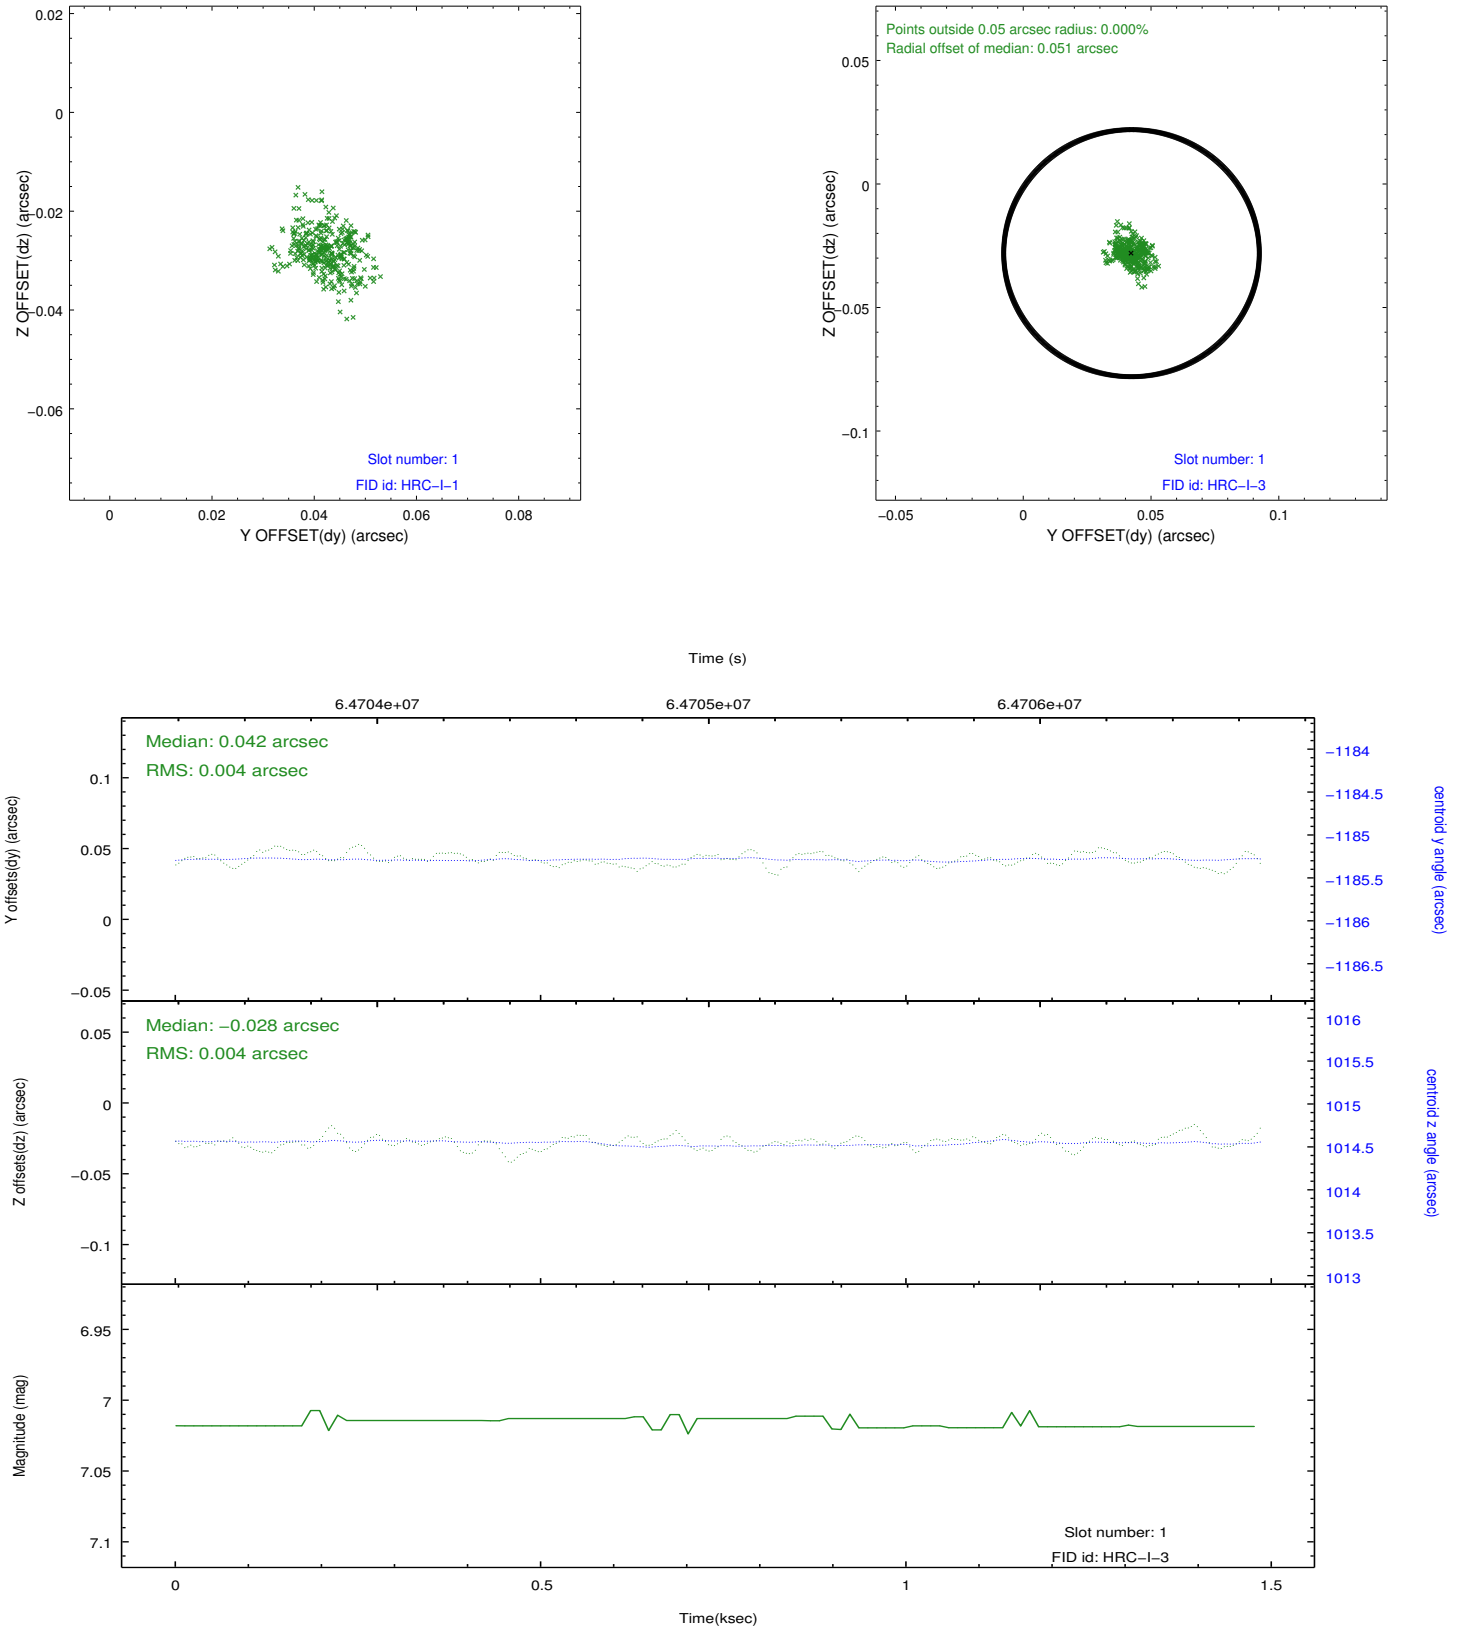 0.02
0
−0.02
−0.04
−0.06
Z OFFSET(dz) (arcsec)
Slot number: 1
FID id: HRC−I−1
0 0.02 0.04 0.06 0.08
Y OFFSET(dy) (arcsec)
Points outside 0.05 arcsec radius: 0.000%
Radial offset of median: 0.051 arcsec
0.05
0
−0.05
−0.1
Z OFFSET(dz) (arcsec)
Slot number: 1
FID id: HRC−I−3
−0.05 0 0.05 0.1
Y OFFSET(dy) (arcsec)
Time (s)
6.4704e+07 6.4705e+07 6.4706e+07
Median: 0.042 arcsec
RMS: 0.004 arcsec
0.1
0.05
0
−0.05
Y offsets(dy) (arcsec)
−1184
−1184.5
−1185
−1185.5
−1186
−1186.5
centroid y angle (arcsec)
Median: −0.028 arcsec
RMS: 0.004 arcsec
0.05
0
−0.05
−0.1
Z offsets(dz) (arcsec)
1016
1015.5
1015
1014.5
1014
1013.5
1013
centroid z angle (arcsec)
6.95
7
7.05
7.1
Magnitude (mag)
Slot number: 1
FID id: HRC−I−3
0 0.5 1 1.5
Time(ksec)